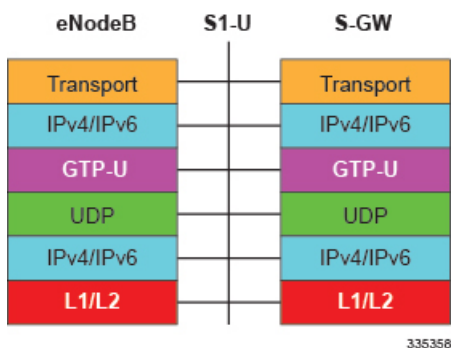 eNodeB S1-U S-GW
Transport Transport
IPv4/IPv6 IPv4/IPv6
GTP-U GTP-U
UDP UDP
IPv4/IPv6 IPv4/IPv6
L1/L2 L1/L2
335358